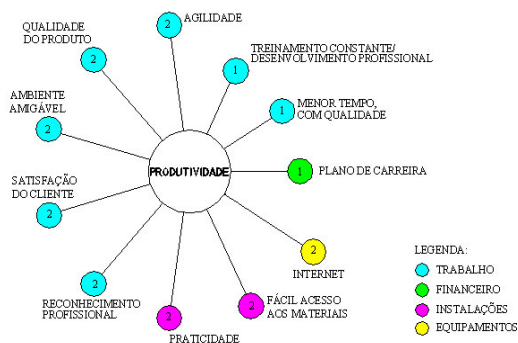 2 AGILIDADE
QUALIDADE
DO PRODUTO
2
TREINAMENTO CONSTANTE/
DESENVOLVIMENTO PROFISSIONAL
1
AMBIENTE
AMIGÁVEL
2
MENOR TEMPO,
COM QUALIDADE
1
PRODUTIVIDADE
1 PLANO DE CARREIRA
SATISFAÇÃO
DO CLIENTE
2
2
INTERNET
RECONHECIMENTO
PROFISSIONAL
2
2
PRATICIDADE
2
FÁCIL ACESSO
AOS MATERIAIS
LEGENDA:
TRABALHO
FINANCEIRO
INSTALAÇÕES
EQUIPAMENTOS